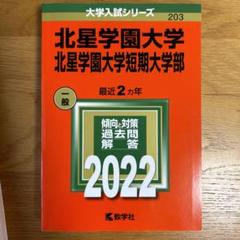 大学入試シリーズ
203
北星学園大学
北星学園大学短期大学部
一般
最近2カ年
傾向と対策
過去問
解答
2022
教学社